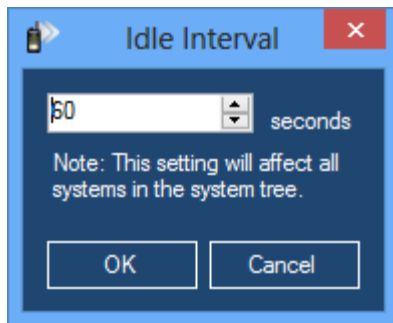 Idle Interval
60
seconds
Note: This setting will affect all
systems in the system tree.
OK
Cancel